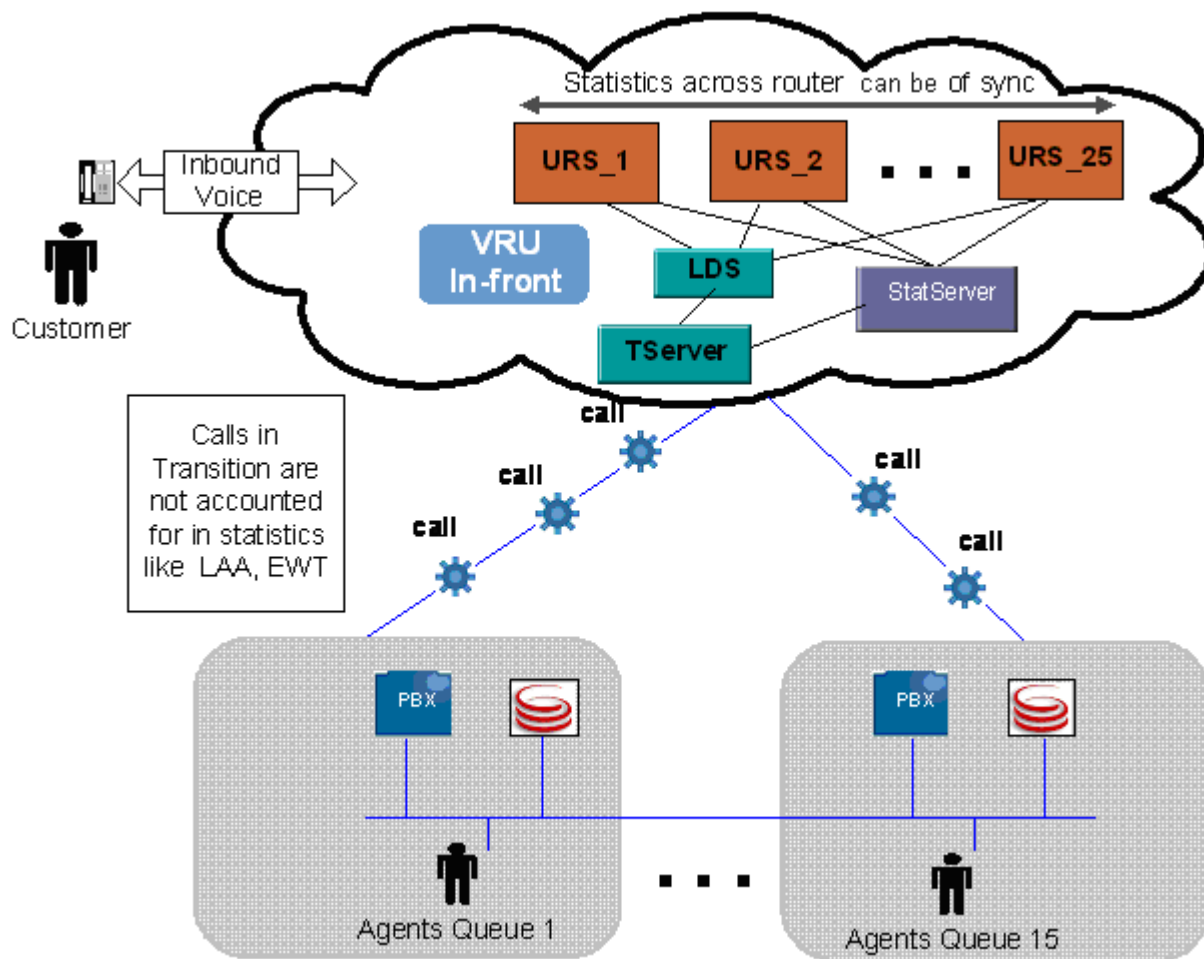 Statistics across router can be of sync
URS_1
URS_2
URS_25
Inbound
Voice
VRU
In-front
LDS
StatServer
Customer
TServer
call
call
call
call
call
Calls in
Transition are
not accounted
for in statistics
like LAA, EWT
PBX
PBX
Agents Queue 1
Agents Queue 15